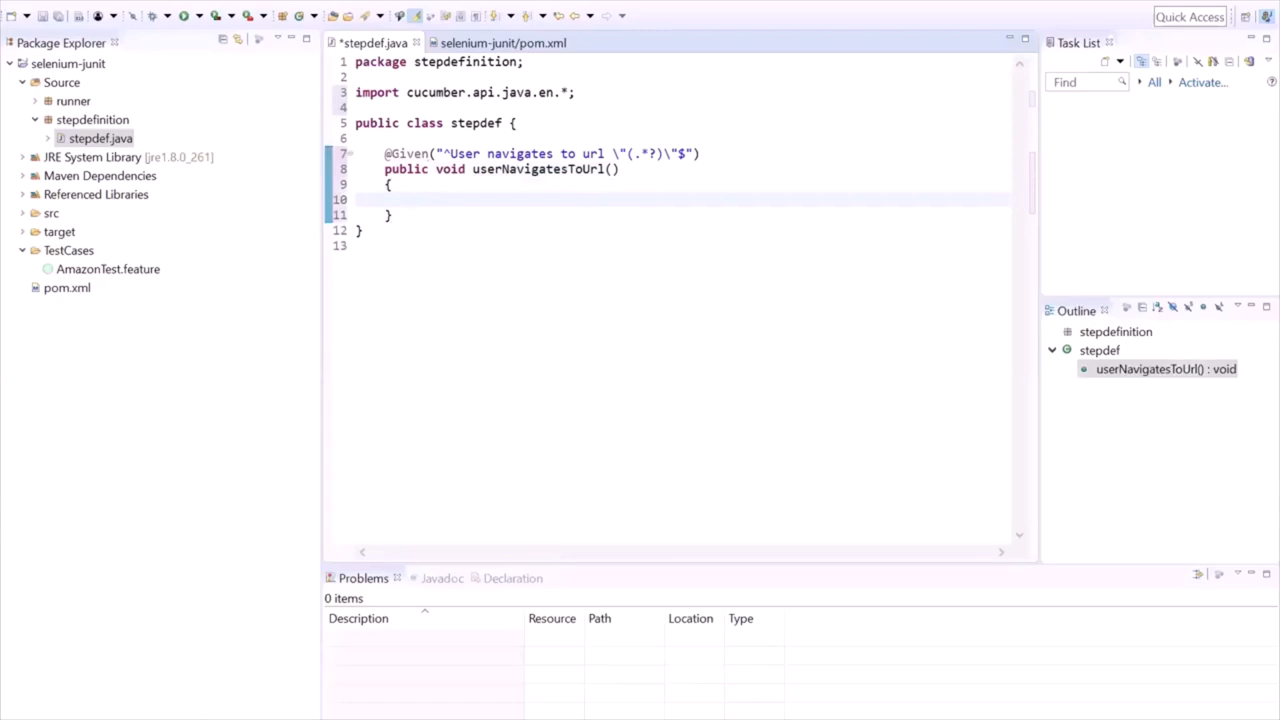 Quick Access
Package Explorer
selenium-junit
Source
runner
stepdefinition
stepdef.java
JRE System Library [jre1.8.0_261]
Maven Dependencies
Referenced Libraries
src
target
TestCases
AmazonTest.feature
pom.xml
*stepdef.java
selenium-junit/pom.xml
1 package stepdefinition;
2
3 import cucumber.api.java.en.*;
4
5 public class stepdef {
6
7 @Given("^User navigates to url \"(.*?)\"$")
8 public void userNavigatesToUrl()
9 {
10
11 }
12 }
13
Task List
Find
All
Activate...
Outline
stepdefinition
stepdef
userNavigatesToUrl() : void
Problems
Javadoc
Declaration
0 items
Description Resource Path Location Type